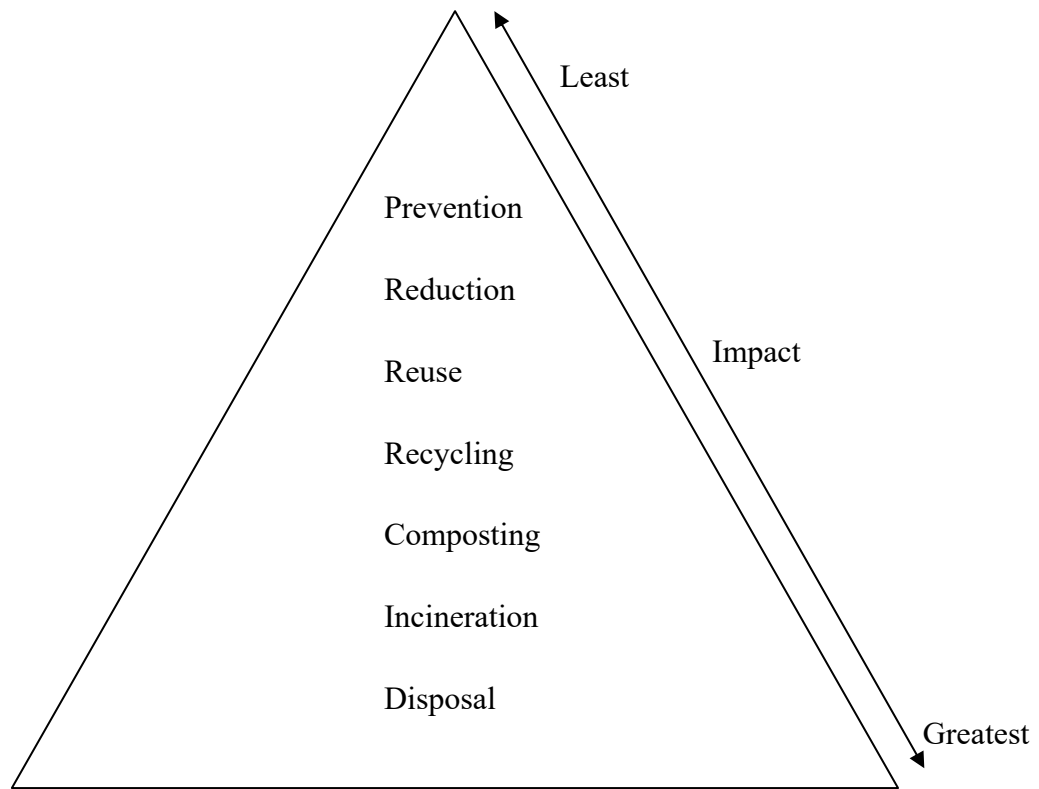 Least
Prevention
Reduction
Impact
Reuse
Recycling
Composting
Incineration
Disposal
Greatest